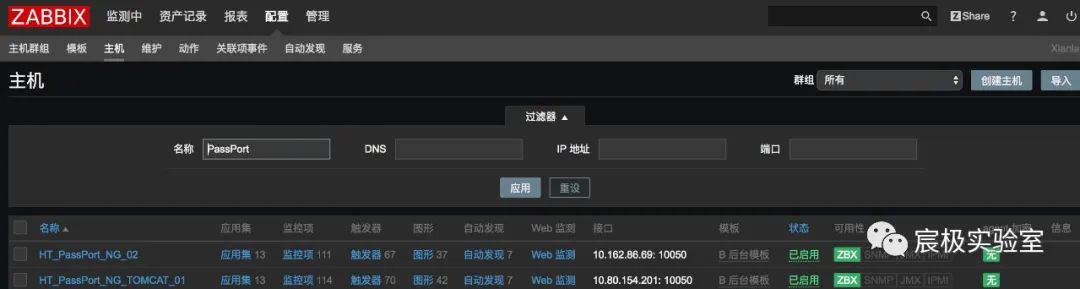 ZABBIX 监测中 资产记录 报表 配置 管理 Share ?
主机群组 模板 主机 维护 动作 关联项事件 自动发现 服务 Xianla
主机 群组 所有 创建主机 导入
过滤器
名称 PassPort DNS IP 地址 端口
应用 重设
名称 应用集 监控项 触发器 图形 自动发现 Web 监测 接口 模板 状态 可用性 agent 加密 信息
HT_PassPort_NG_02 应用集 13 监控项 111 触发器 67 图形 37 自动发现 7 Web 监测 10.162.86.69: 10050 B 后台模板 已启用 ZBX SNMP JMX IPMI 无
HT_PassPort_NG_TOMCAT_01 应用集 13 监控项 114 触发器 70 图形 42 自动发现 7 Web 监测 10.80.154.201: 10050 B 后台模板 已启用 ZBX SNMP JMX IPMI 无
宸极实验室